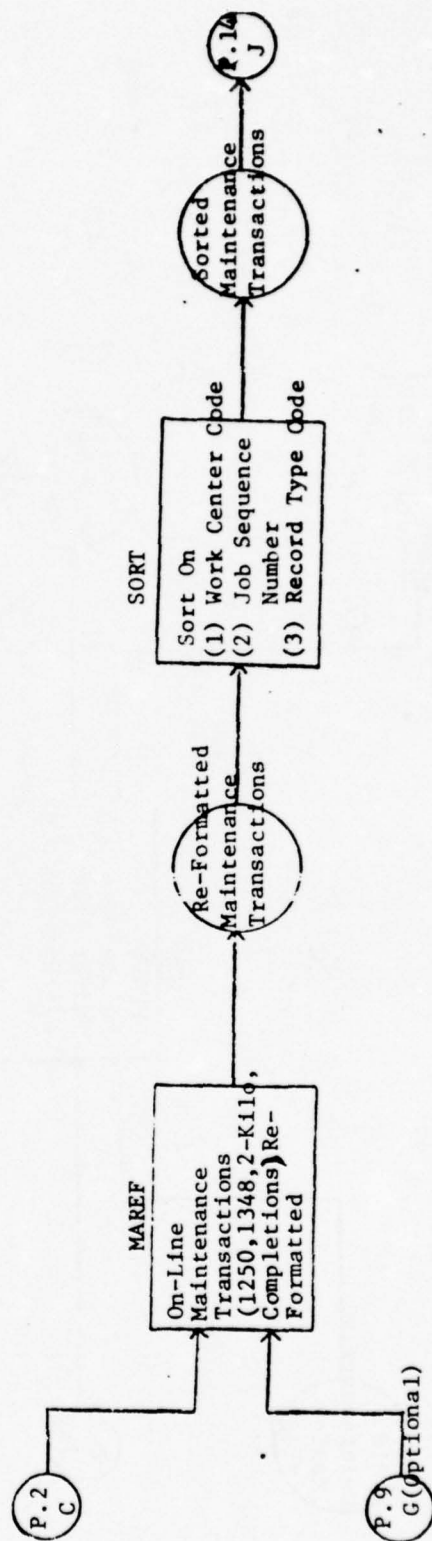 P.2
C
P.9
G(Optional)
MAREF
On-Line
Maintenance
Transactions
(1250,1348,2-Kilo,
Completions)Re-
Formatted
Re-Formatted
Maintenance
Transactions
SORT
Sort On
(1) Work Center Code
(2) Job Sequence
Number
(3) Record Type Code
Sorted
Maintenance
Transactions
P.14
J